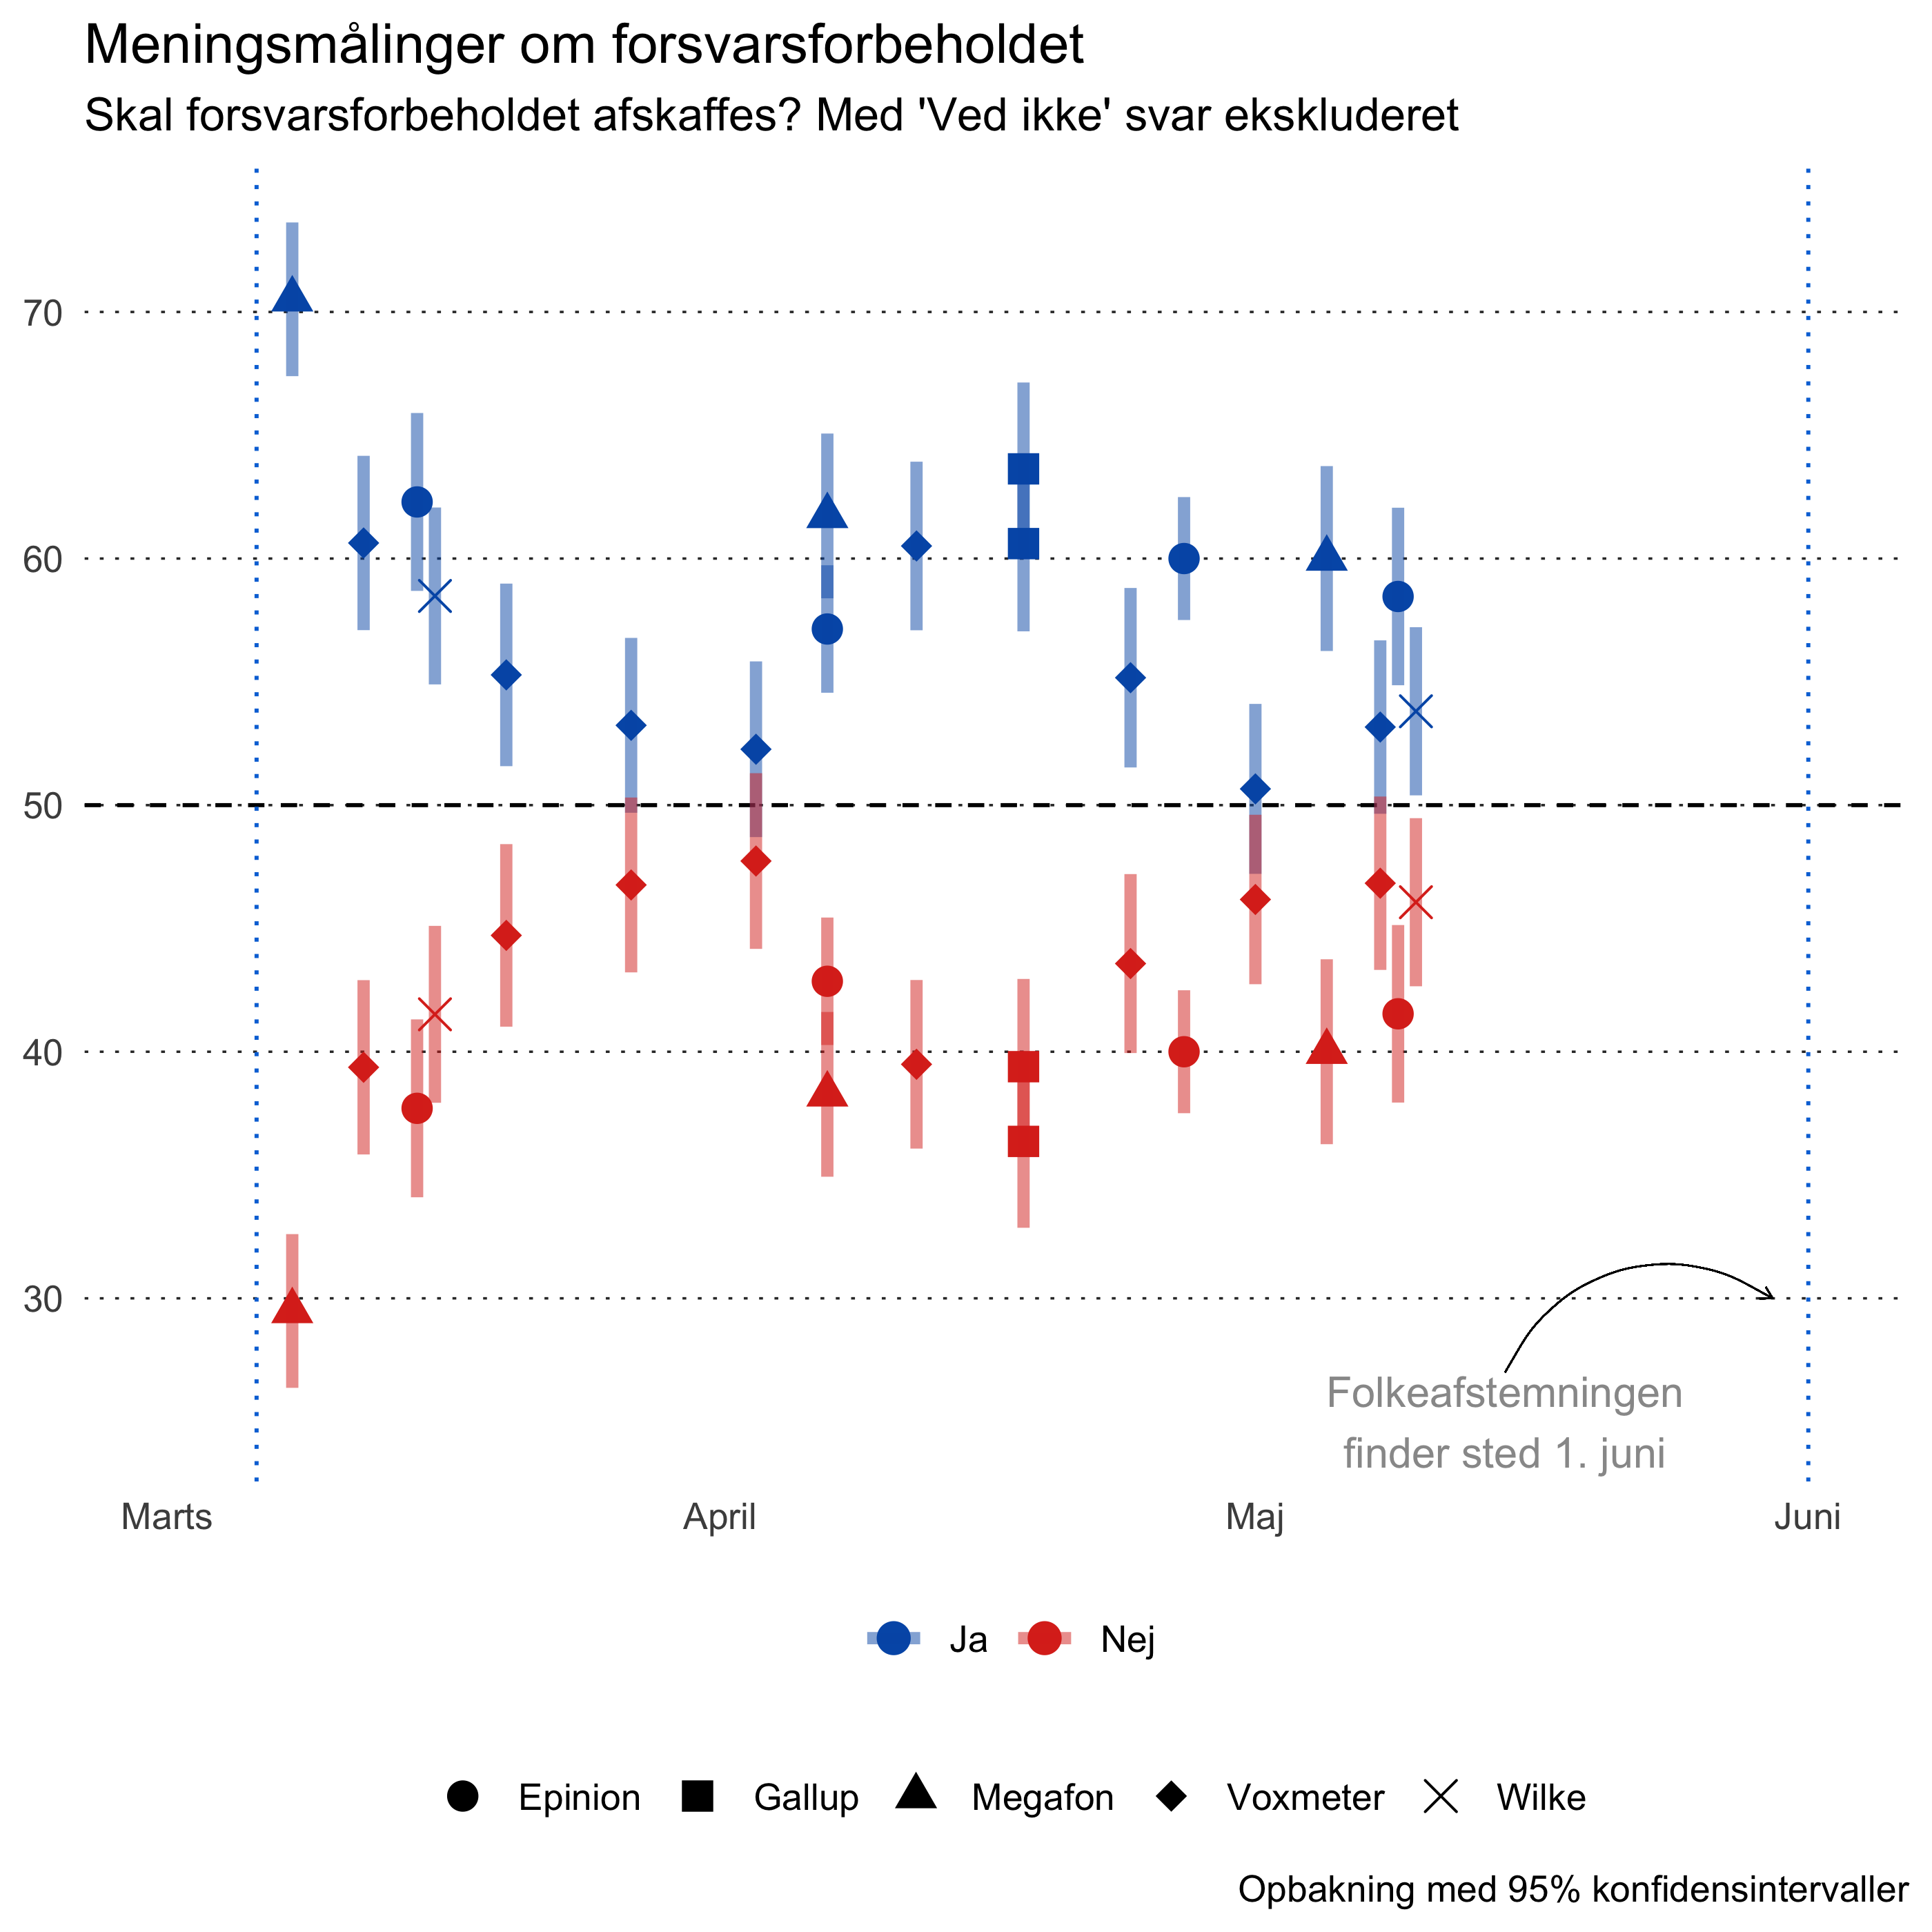 Meningsmålinger om forsvarsforbeholdet
Skal forsvarsforbeholdet afskaffes? Med 'Ved ikke' svar ekskluderet
70
60
50
40
30
Folkeafstemningen
finder sted 1. juni
Marts April Maj Juni
Ja Nej
Epinion Gallup Megafon Voxmeter Wilke
Opbakning med 95% konfidensintervaller